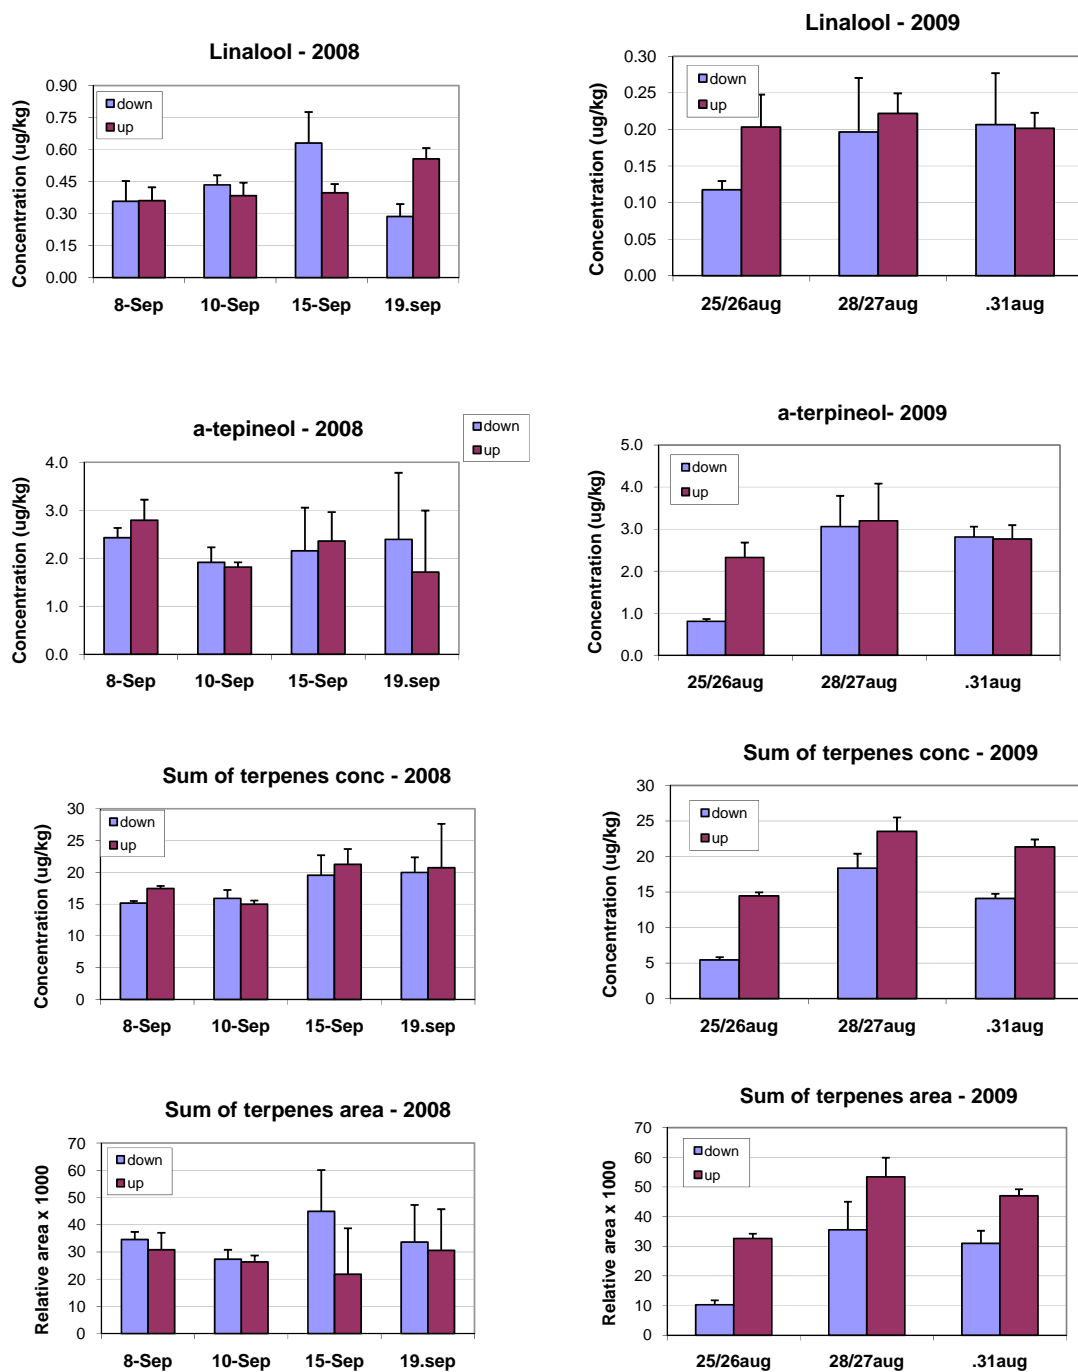 Linalool - 2008
Concentration (ug/kg)
0.90
0.75
0.60
0.45
0.30
0.15
0.00
down
up
8-Sep 10-Sep 15-Sep 19.sep
Linalool - 2009
Concentration (ug/kg)
0.30
0.25
0.20
0.15
0.10
0.05
0.00
down
up
25/26aug 28/27aug .31aug
a-tepineol - 2008
down
up
Concentration (ug/kg)
4.0
3.0
2.0
1.0
0.0
8-Sep 10-Sep 15-Sep 19.sep
a-terpineol- 2009
Concentration (ug/kg)
5.0
4.0
3.0
2.0
1.0
0.0
down
up
25/26aug 28/27aug .31aug
Sum of terpenes conc - 2008
Concentration (ug/kg)
30
25
20
15
10
5
0
down
up
8-Sep 10-Sep 15-Sep 19.sep
Sum of terpenes conc - 2009
Concentration (ug/kg)
30
25
20
15
10
5
0
down
up
25/26aug 28/27aug .31aug
Sum of terpenes area - 2008
Relative area x 1000
70
60
50
40
30
20
10
0
down
up
8-Sep 10-Sep 15-Sep 19.sep
Sum of terpenes area - 2009
Relative area x 1000
70
60
50
40
30
20
10
0
down
up
25/26aug 28/27aug .31aug